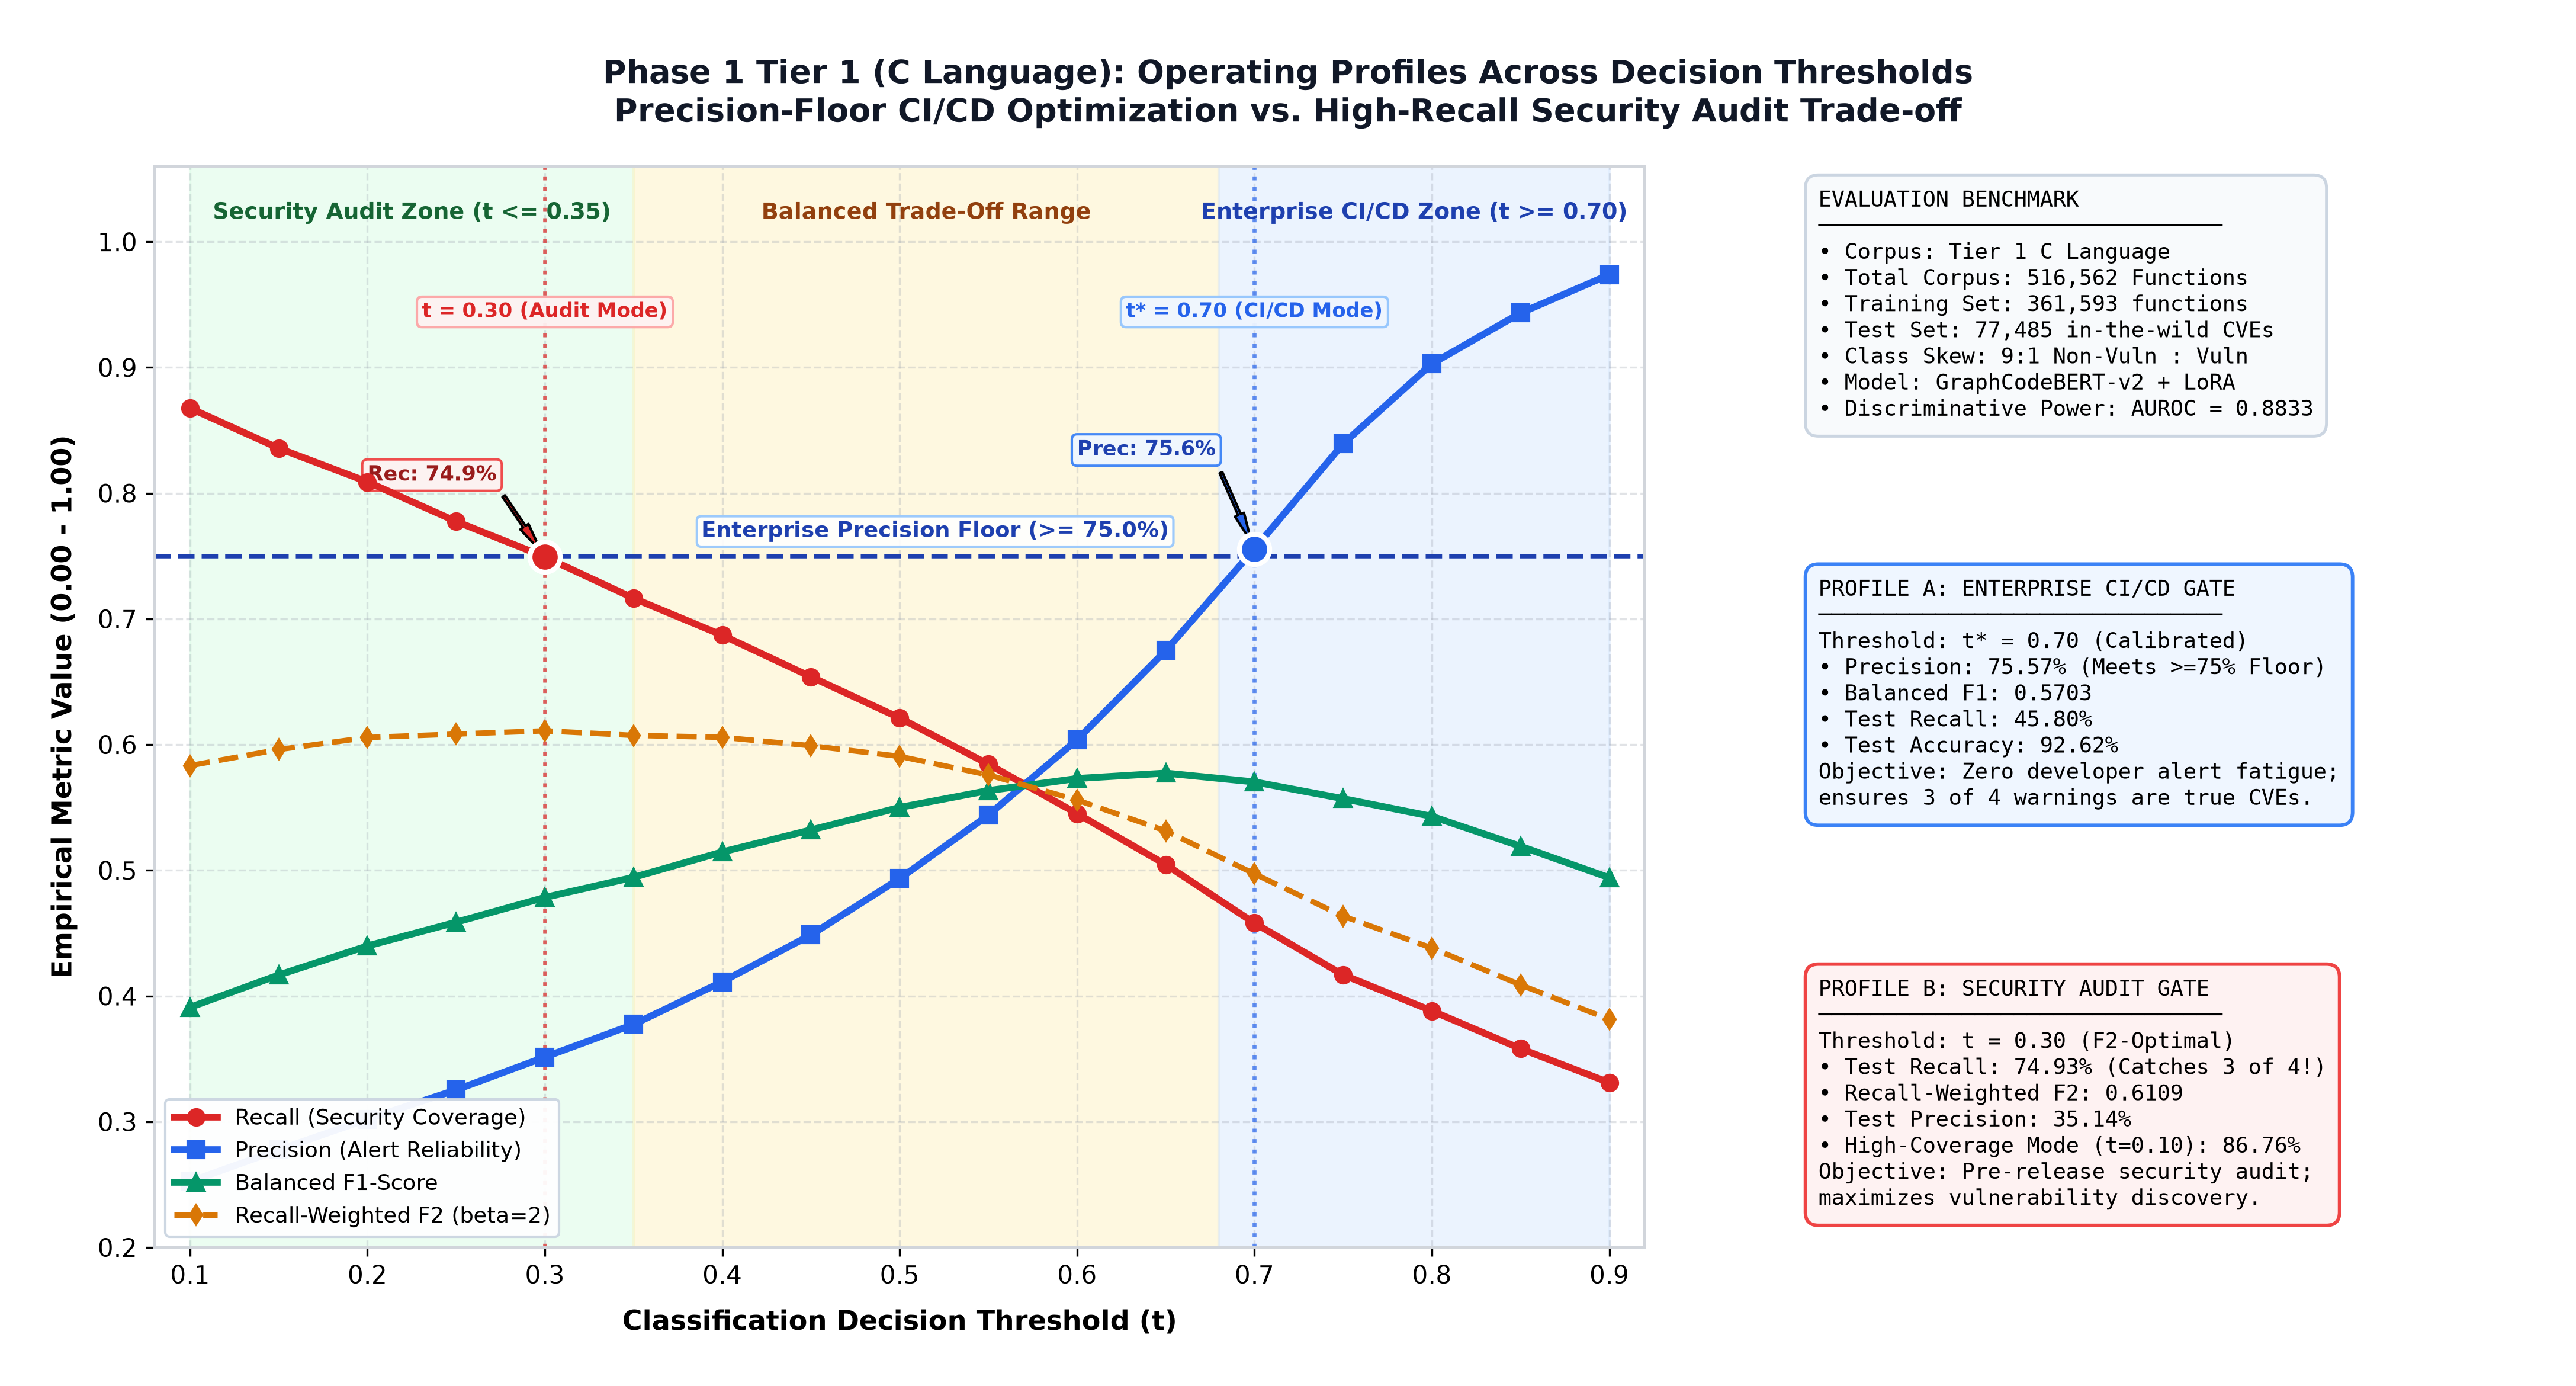 Phase 1 Tier 1 (C Language): Operating Profiles Across Decision Thresholds
Precision-Floor CI/CD Optimization vs. High-Recall Security Audit Trade-off
Security Audit Zone (t <= 0.35)
Balanced Trade-Off Range
Enterprise CI/CD Zone (t >= 0.70)
t = 0.30 (Audit Mode)
t* = 0.70 (CI/CD Mode)
Rec: 74.9%
Prec: 75.6%
Enterprise Precision Floor (>= 75.0%)
Empirical Metric Value (0.00 - 1.00)
1.0
0.9
0.8
0.7
0.6
0.5
0.4
0.3
0.2
Recall (Security Coverage)
Precision (Alert Reliability)
Balanced F1-Score
Recall-Weighted F2 (beta=2)
0.1
0.2
0.3
0.4
0.5
0.6
0.7
0.8
0.9
Classification Decision Threshold (t)
EVALUATION BENCHMARK
• Corpus: Tier 1 C Language
• Total Corpus: 516,562 Functions
• Training Set: 361,593 functions
• Test Set: 77,485 in-the-wild CVEs
• Class Skew: 9:1 Non-Vuln : Vuln
• Model: GraphCodeBERT-v2 + LoRA
• Discriminative Power: AUROC = 0.8833
PROFILE A: ENTERPRISE CI/CD GATE
Threshold: t* = 0.70 (Calibrated)
• Precision: 75.57% (Meets >=75% Floor)
• Balanced F1: 0.5703
• Test Recall: 45.80%
• Test Accuracy: 92.62%
Objective: Zero developer alert fatigue;
ensures 3 of 4 warnings are true CVEs.
PROFILE B: SECURITY AUDIT GATE
Threshold: t = 0.30 (F2-Optimal)
• Test Recall: 74.93% (Catches 3 of 4!)
• Recall-Weighted F2: 0.6109
• Test Precision: 35.14%
• High-Coverage Mode (t=0.10): 86.76%
Objective: Pre-release security audit;
maximizes vulnerability discovery.